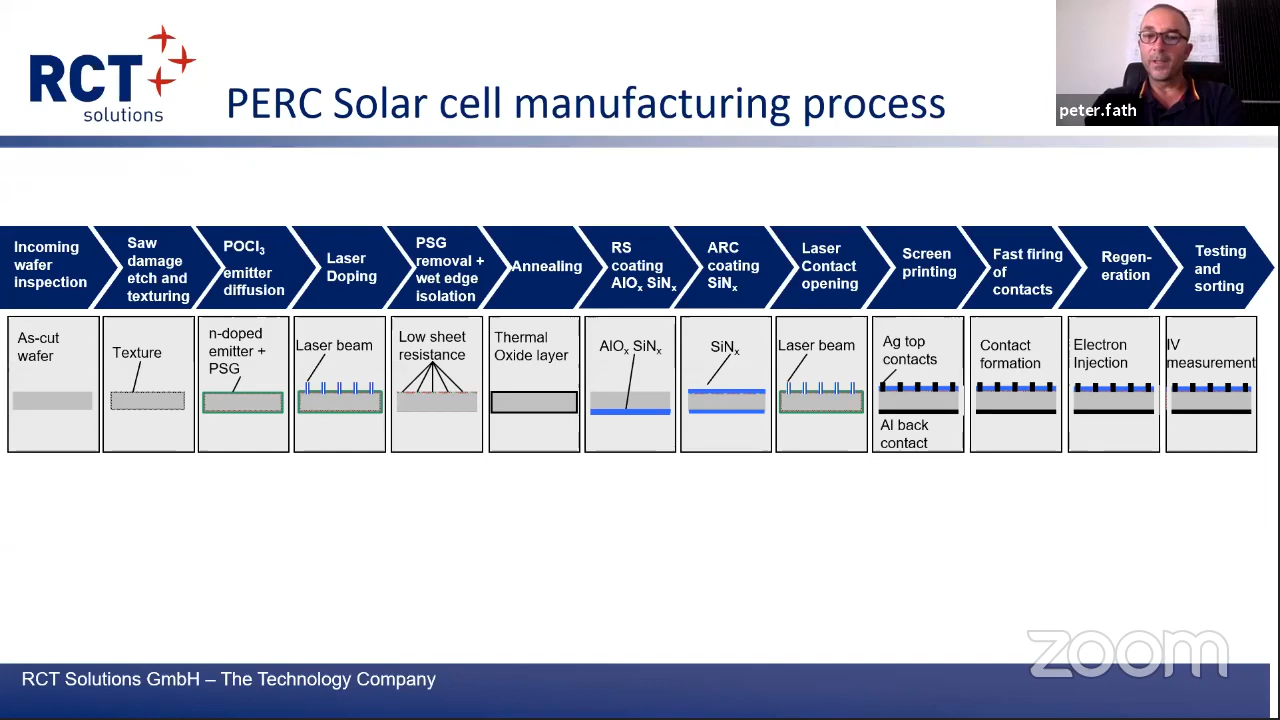 RCT
solutions
PERC Solar cell manufacturing process
peter.fath
Incoming
wafer
inspection
Saw
damage
etch and
texturing
POCl₃
emitter
diffusion
Laser
Doping
PSG
removal +
wet edge
isolation
Annealing
RS
coating
AlOₓ SiNₓ
ARC
coating
SiNₓ
Laser
Contact
opening
Screen
printing
Fast firing
of
contacts
Regen-
eration
Testing
and
sorting
As-cut
wafer
Texture
n-doped
emitter +
PSG
Laser beam
Low sheet
resistance
Thermal
Oxide layer
AlOₓ SiNₓ
SiNₓ
Laser beam
Ag top
contacts
Al back
contact
Contact
formation
Electron
Injection
IV
measurement
zoom
RCT Solutions GmbH – The Technology Company